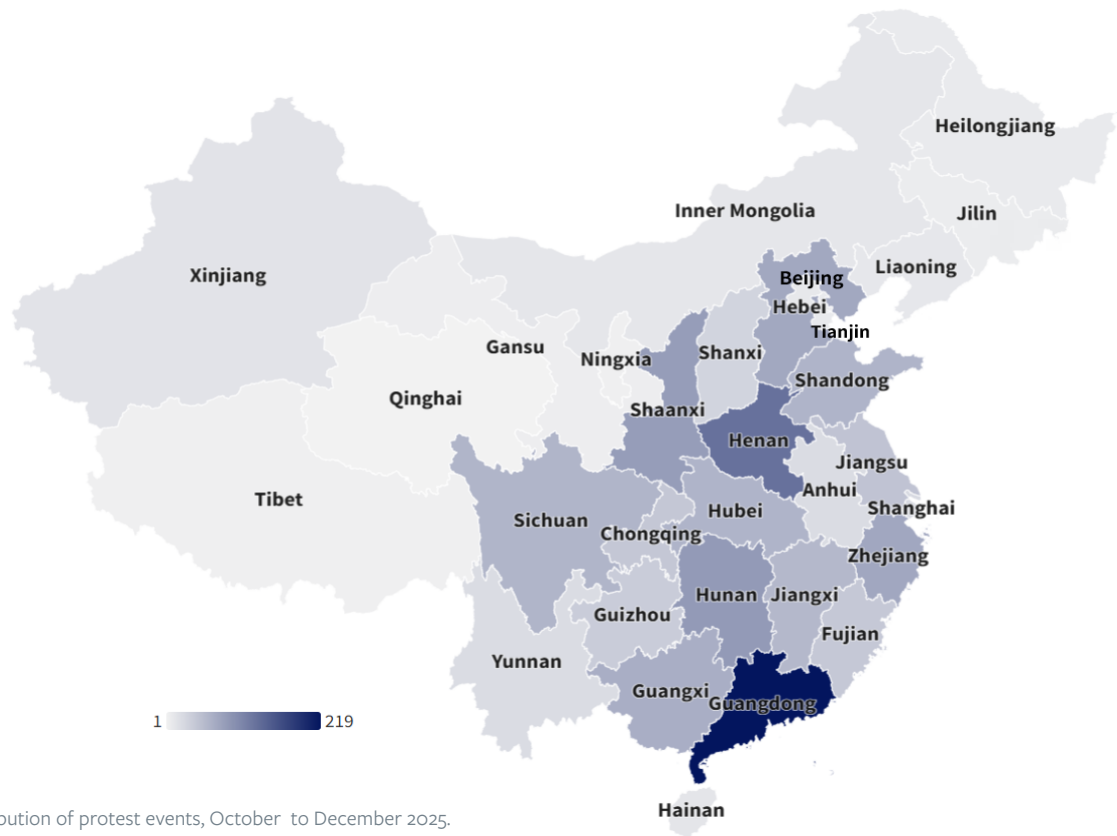 Heilongjiang
Inner Mongolia
Jilin
Liaoning
Xinjiang
Beijing
Hebei
Tianjin
Gansu
Ningxia
Shanxi
Shandong
Qinghai
Shaanxi
Henan
Jiangsu
Anhui
Tibet
Shanghai
Sichuan
Hubei
Chongqing
Zhejiang
Hunan
Jiangxi
Guizhou
Fujian
Yunnan
Guangxi
Guangdong
1
219
Hainan
of protest events, October to December 2025.